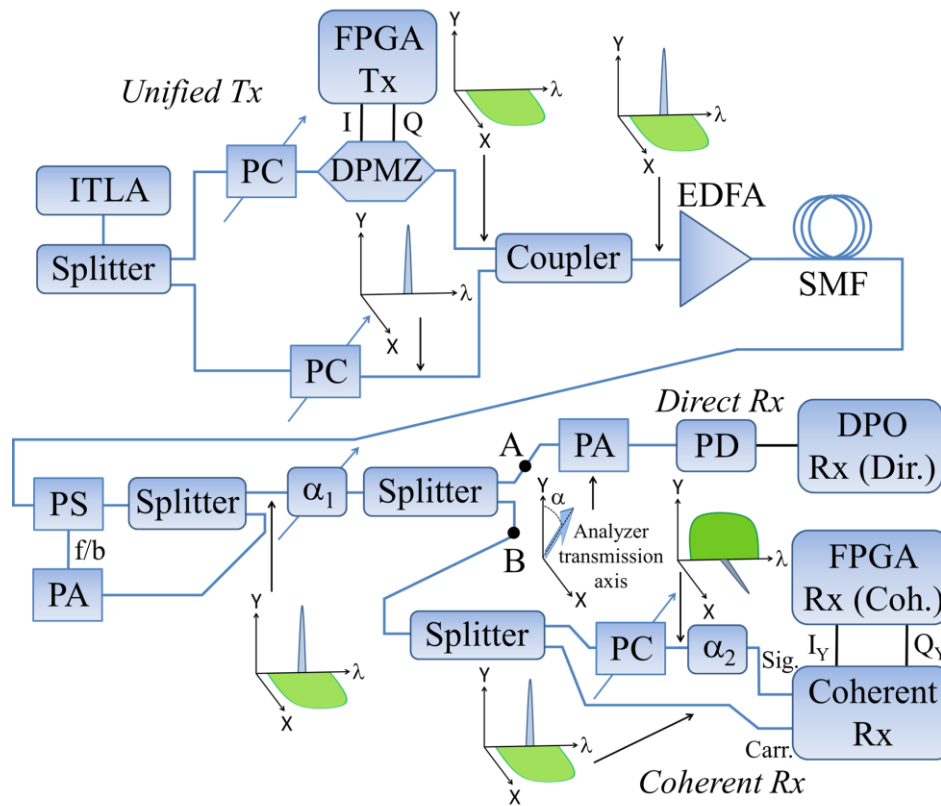 Unified Tx
FPGA
Tx
I
Q
PC
DPMZ
ITLA
Splitter
Y
λ
X
Y
λ
X
Y
λ
X
PC
Coupler
EDFA
SMF
PS
f/b
PA
Splitter
α1
Splitter
Y
λ
X
A
B
PA
Direct Rx
PD
DPO
Rx (Dir.)
Y
α
X
Analyzer
transmission
axis
Y
λ
X
FPGA
Rx (Coh.)
IY
QY
Splitter
PC
α2
Sig.
Carr.
Coherent
Rx
Y
λ
X
Coherent Rx